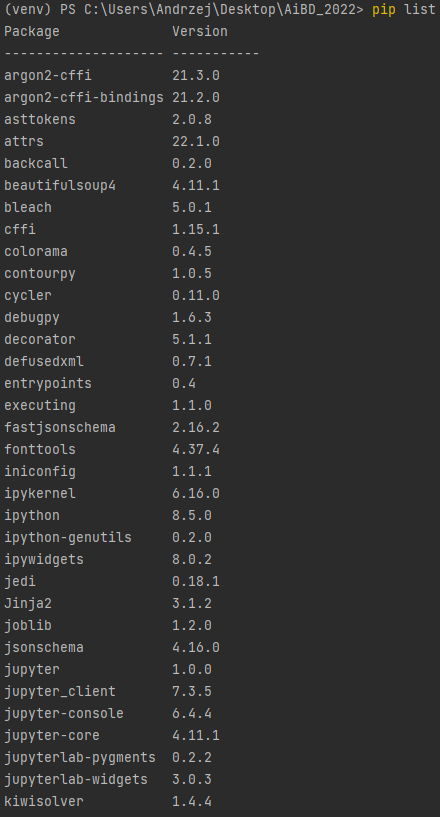 (venv) PS C:\Users\Andrzej\Desktop\AiBD_2022> pip list
Package              Version
-------------------- -----------
argon2-cffi          21.3.0
argon2-cffi-bindings 21.2.0
asttokens            2.0.8
attrs                22.1.0
backcall             0.2.0
beautifulsoup4       4.11.1
bleach               5.0.1
cffi                 1.15.1
colorama             0.4.5
contourpy            1.0.5
cycler               0.11.0
debugpy              1.6.3
decorator            5.1.1
defusedxml           0.7.1
entrypoints          0.4
executing            1.1.0
fastjsonschema       2.16.2
fonttools            4.37.4
iniconfig            1.1.1
ipykernel            6.16.0
ipython              8.5.0
ipython-genutils     0.2.0
ipywidgets           8.0.2
jedi                 0.18.1
Jinja2               3.1.2
joblib               1.2.0
jsonschema           4.16.0
jupyter              1.0.0
jupyter_client       7.3.5
jupyter-console      6.4.4
jupyter-core         4.11.1
jupyterlab-pygments  0.2.2
jupyterlab-widgets   3.0.3
kiwisolver           1.4.4